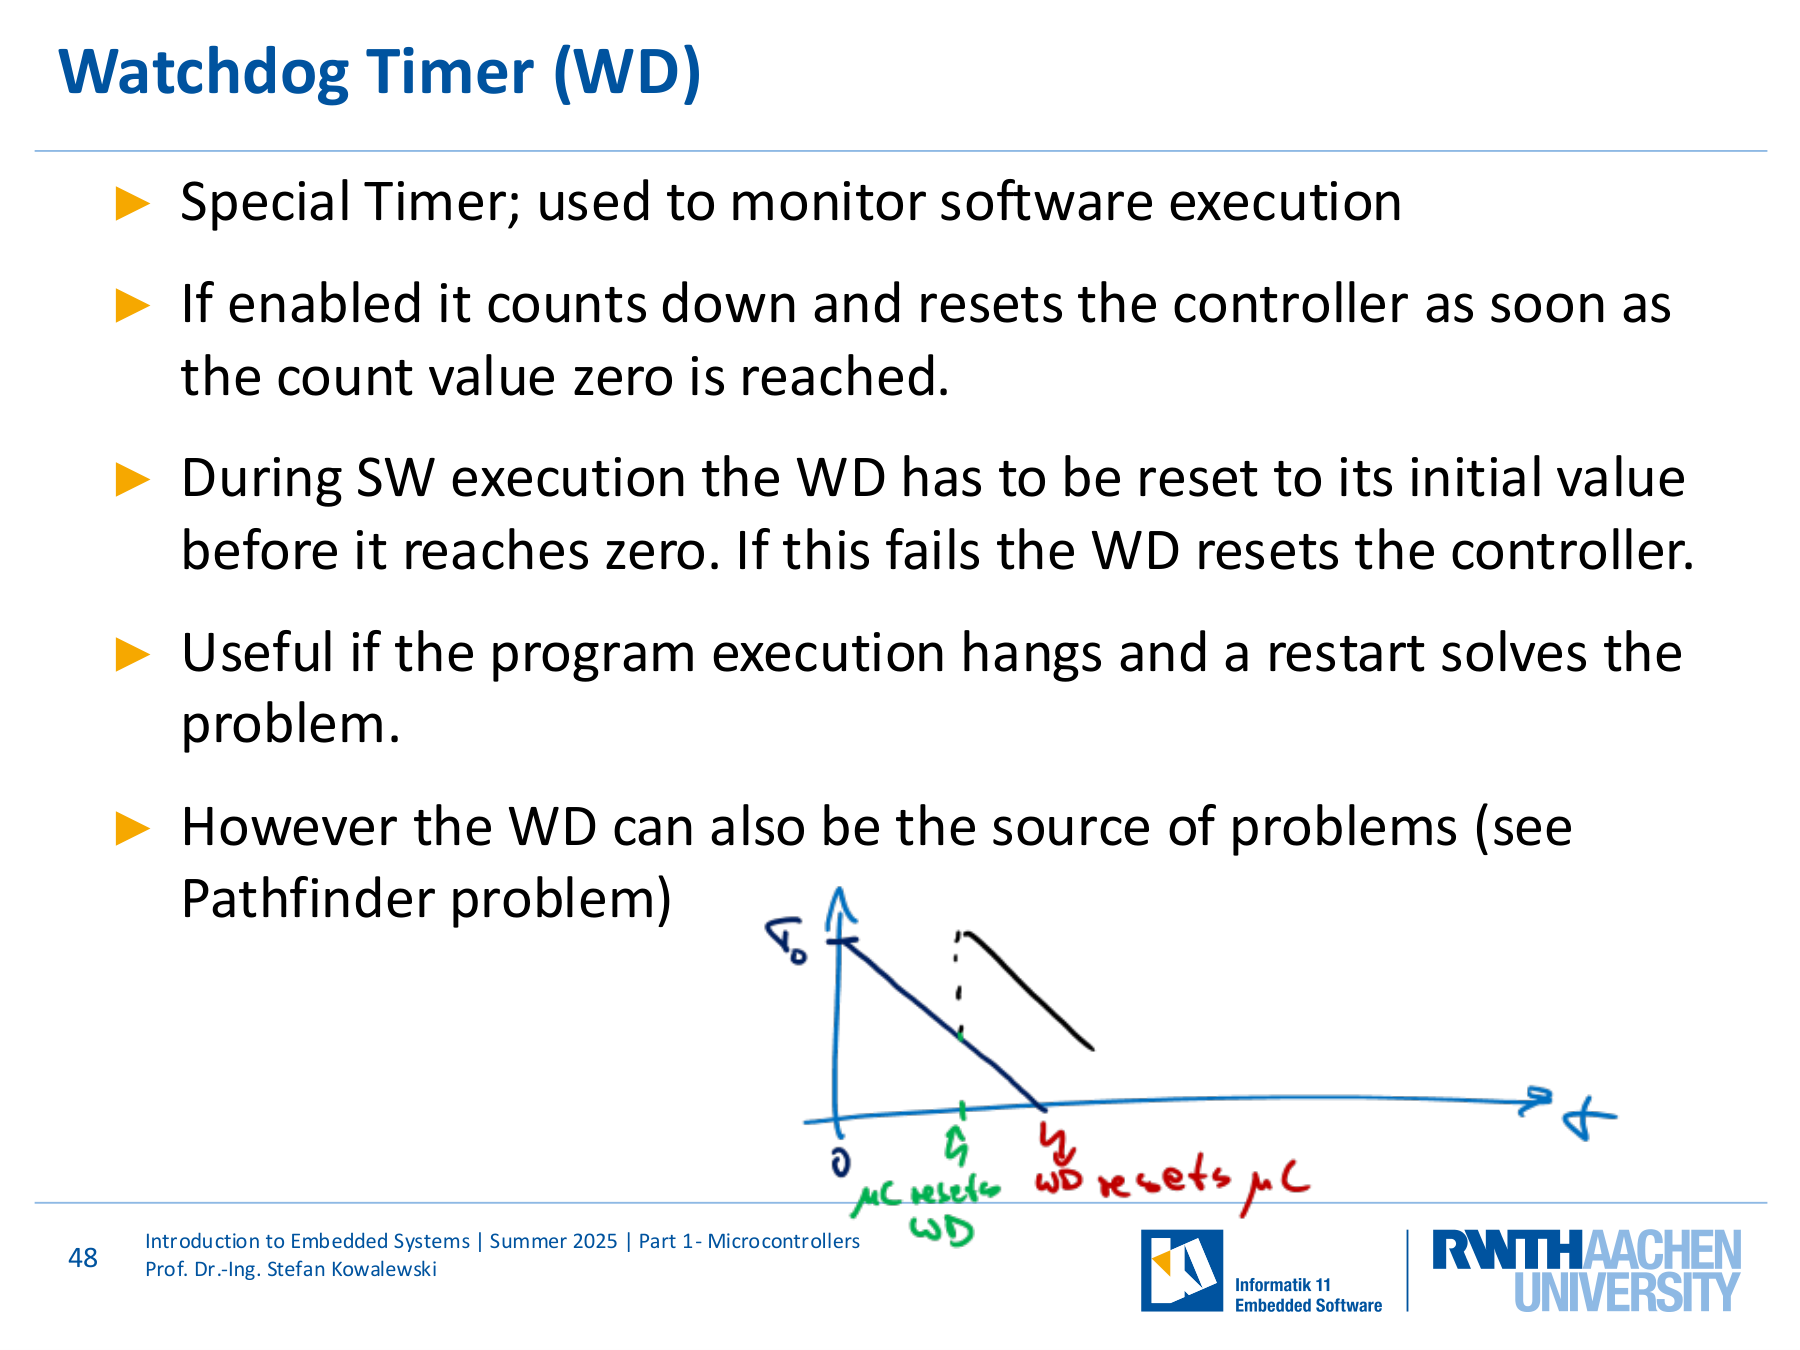 Watchdog Timer (WD)
► Special Timer; used to monitor software execution
► If enabled it counts down and resets the controller as soon as
the count value zero is reached.
► During SW execution the WD has to be reset to its initial value
before it reaches zero. If this fails the WD resets the controller.
► Useful if the program execution hangs and a restart solves the
problem.
► However the WD can also be the source of problems (see
Pathfinder problem)
t
0
µC resets
WD
WD resets µC
48
Introduction to Embedded Systems | Summer 2025 | Part 1- Microcontrollers
Prof. Dr.-Ing. Stefan Kowalewski
Informatik 11
Embedded Software
RWTH AACHEN
UNIVERSITY